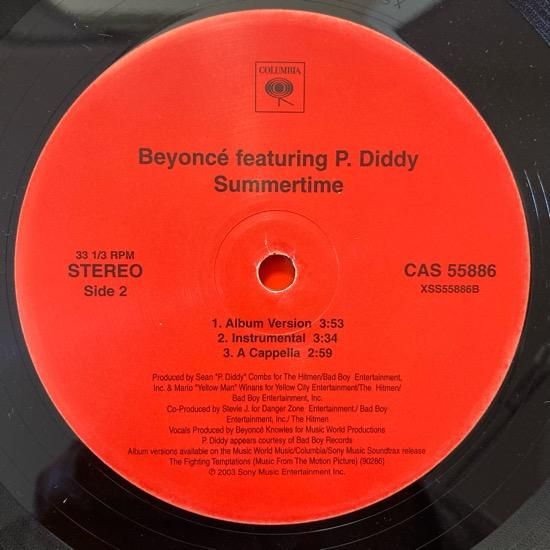 COLUMBIA
Beyoncé featuring P. Diddy
Summertime
33 1/3 RPM
STEREO
Side 2
CAS 55886
XSS55886B
1. Album Version 3:53
2. Instrumental 3:34
3. A Cappella 2:59
Produced by Sean "P. Diddy" Combs for The Hitmen/Bad Boy Entertainment,
Inc. & Mario "Yellow Man" Winans for Yellow City Entertainment/The Hitmen/
Bad Boy Entertainment, Inc.
Co-Produced by Stevie J. for Danger Zone Entertainment./ Bad Boy
Entertainment, Inc./ The Hitmen
Vocals Produced by Beyoncé Knowles for Music World Productions
P. Diddy appears courtesy of Bad Boy Records
Album versions available on the Music World Music/Columbia/Sony Music Soundtrax release
The Fighting Temptations (Music From The Motion Picture) (90286)
℗ 2003 Sony Music Entertainment Inc.